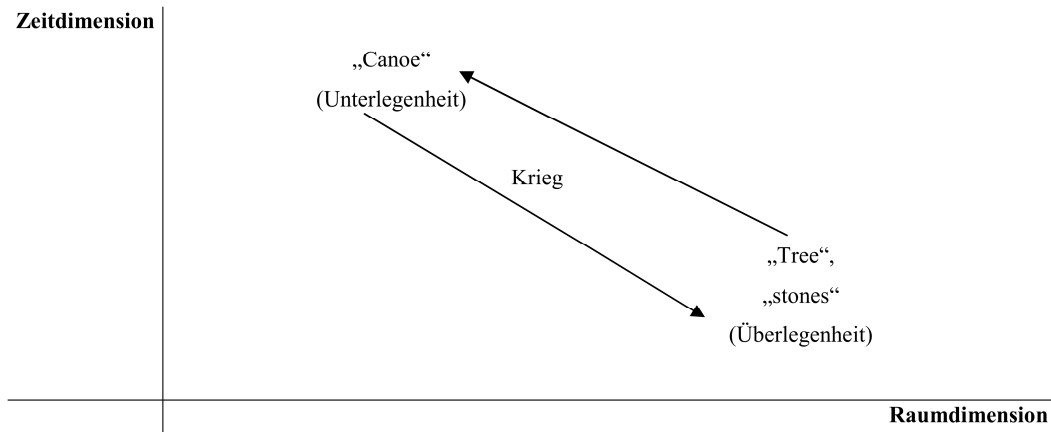 Zeitdimension
„Canoe“
(Unterlegenheit)
Krieg
„Tree“,
„stones“
(Überlegenheit)
Raumdimension